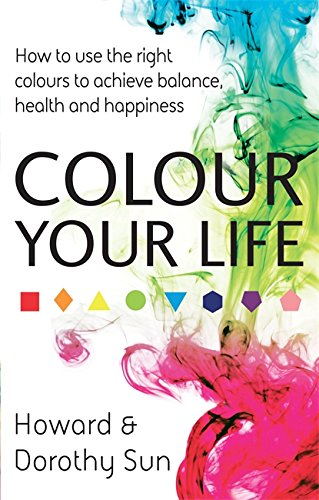 How to use the right
colours to achieve balance,
health and happiness
COLOUR
YOUR LIFE
Howard &
Dorothy Sun